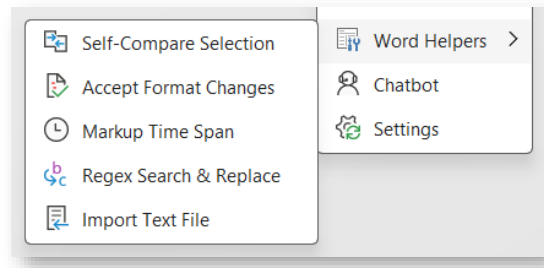 Self-Compare Selection
Accept Format Changes
Markup Time Span
Regex Search & Replace
Import Text File
Word Helpers
Chatbot
Settings